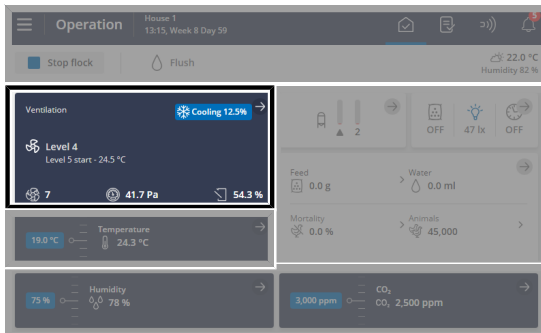 Operation
House 1
13:15, Week 8 Day 59
5
Stop flock
Flush
22.0 °C
Humidity 82 %
Ventilation
Cooling 12.5%
Level 4
Level 5 start - 24.5 °C
7
41.7 Pa
54.3 %
2
OFF
47 lx
OFF
Feed
0.0 g
Water
0.0 ml
Mortality
0.0 %
Animals
45,000
19.0 °C
Temperature
24.3 °C
75 %
Humidity
78 %
3,000 ppm
CO₂
CO₂ 2,500 ppm